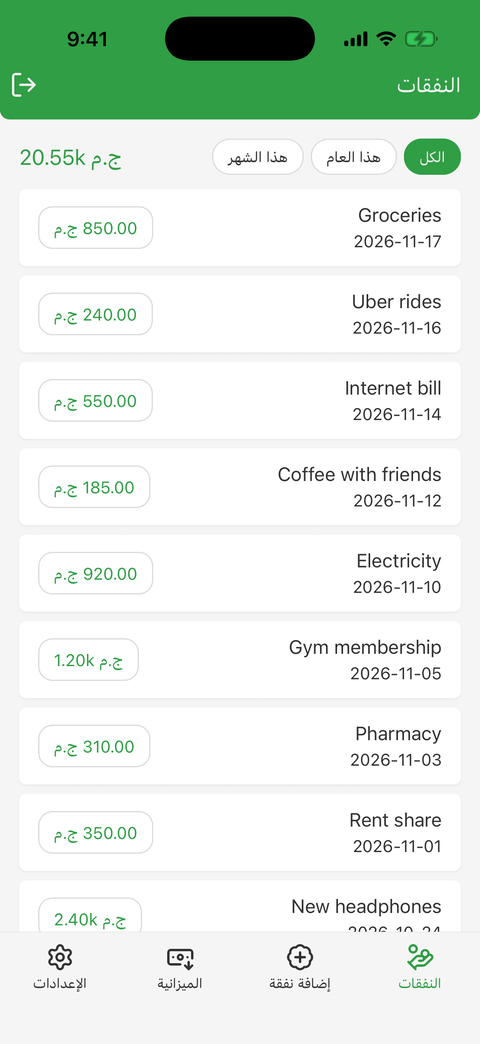 9:41
النفقات
الكل
هذا العام
هذا الشهر
20.55k ج.م
Groceries
2026-11-17
850.00 ج.م
Uber rides
2026-11-16
240.00 ج.م
Internet bill
2026-11-14
550.00 ج.م
Coffee with friends
2026-11-12
185.00 ج.م
Electricity
2026-11-10
920.00 ج.م
Gym membership
2026-11-05
1.20k ج.م
Pharmacy
2026-11-03
310.00 ج.م
Rent share
2026-11-01
350.00 ج.م
New headphones
2026-10-24
2.40k ج.م
النفقات
إضافة نفقة
الميزانية
الإعدادات